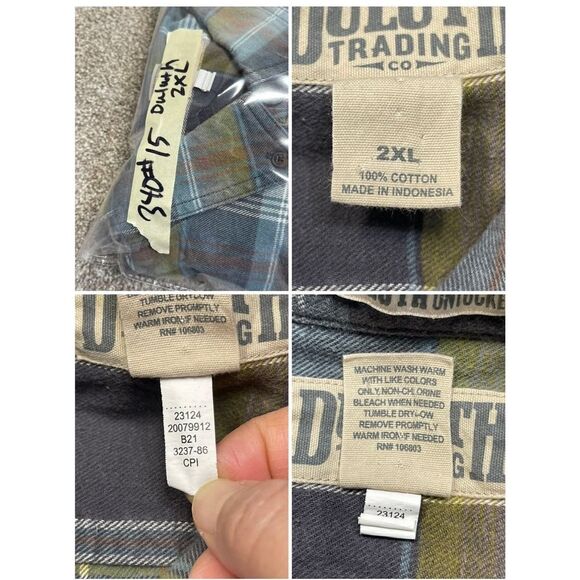 340#15 Duluth
2XL
DULUTH
TRADING
CO
2XL
100% COTTON
MADE IN INDONESIA
TUMBLE DRY LOW
REMOVE PROMPTLY
WARM IRON IF NEEDED
RN# 106803
23124
20079912
B21
3237-86
CPI
UNTUCKE
MACHINE WASH WARM
WITH LIKE COLORS
ONLY, NON-CHLORINE
BLEACH WHEN NEEDED
TUMBLE DRY LOW
REMOVE PROMPTLY
WARM IRON IF NEEDED
RN# 106803
23124